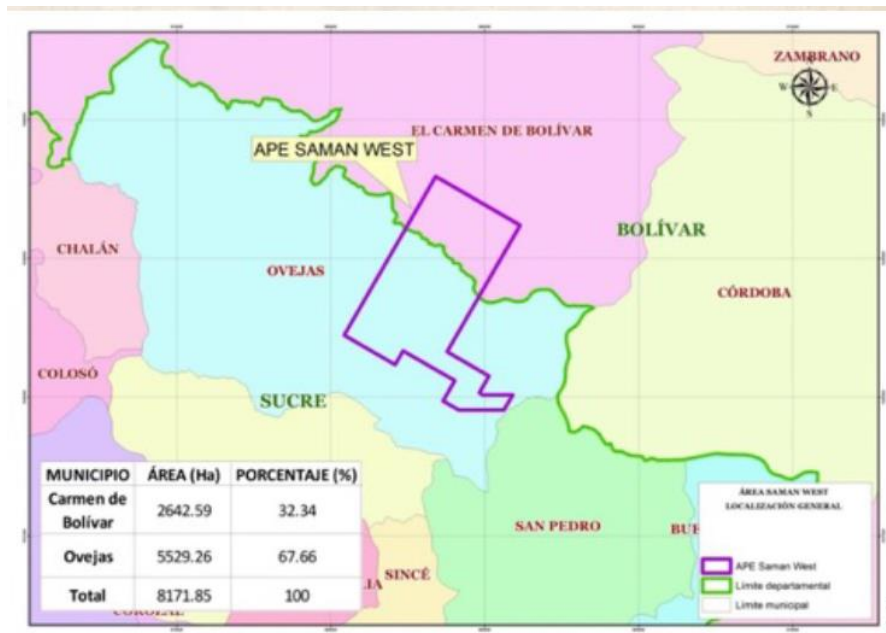 ZAMBRANO
N
W E
S
EL CARMEN DE BOLÍVAR
APE SAMAN WEST
BOLÍVAR
CHALÁN
OVEJAS
CÓRDOBA
COLOSÓ
SUCRE
MUNICIPIO ÁREA (Ha) PORCENTAJE (%)
Carmen de
Bolívar 2642.59 32.34
Ovejas 5529.26 67.66
Total 8171.85 100
SAN PEDRO
SINCÉ
ÁREA SAMAN WEST
LOCALIZACIÓN GENERAL
APE Saman West
Límite departamental
Límite municipal